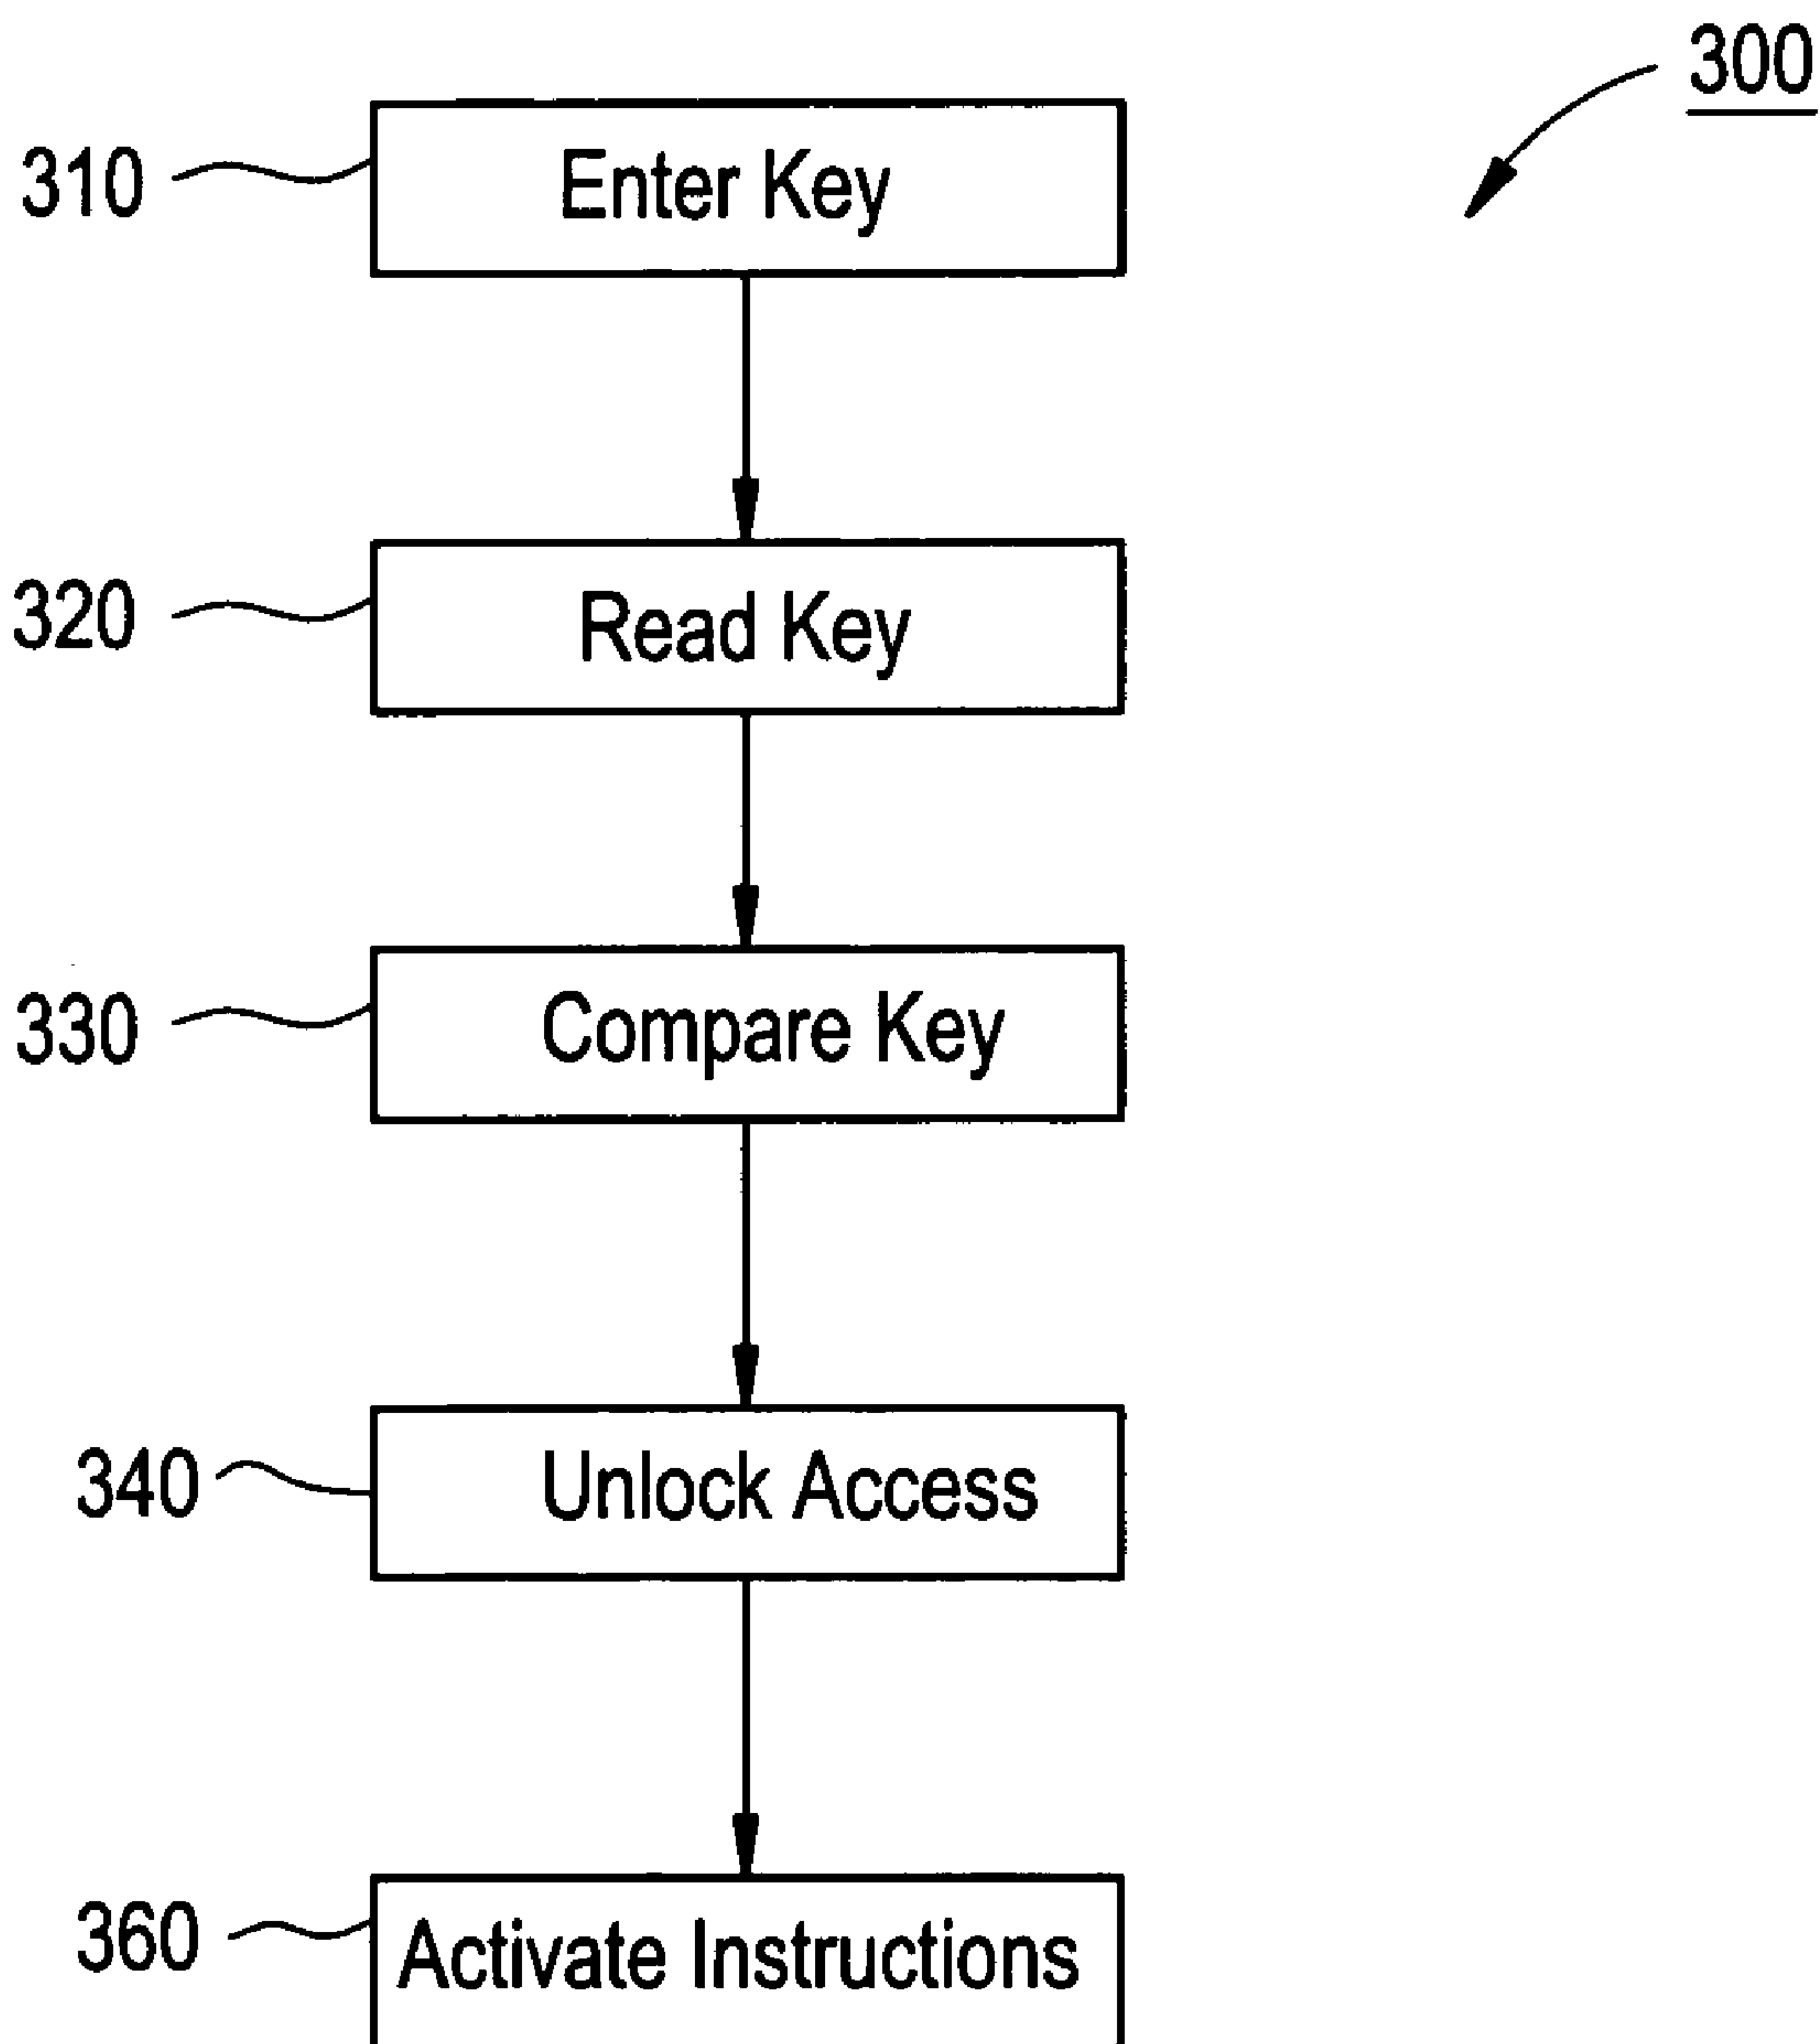 300
310 Enter Key
320 Read Key
330 Compare Key
340 Unlock Access
360 Activate Instructions